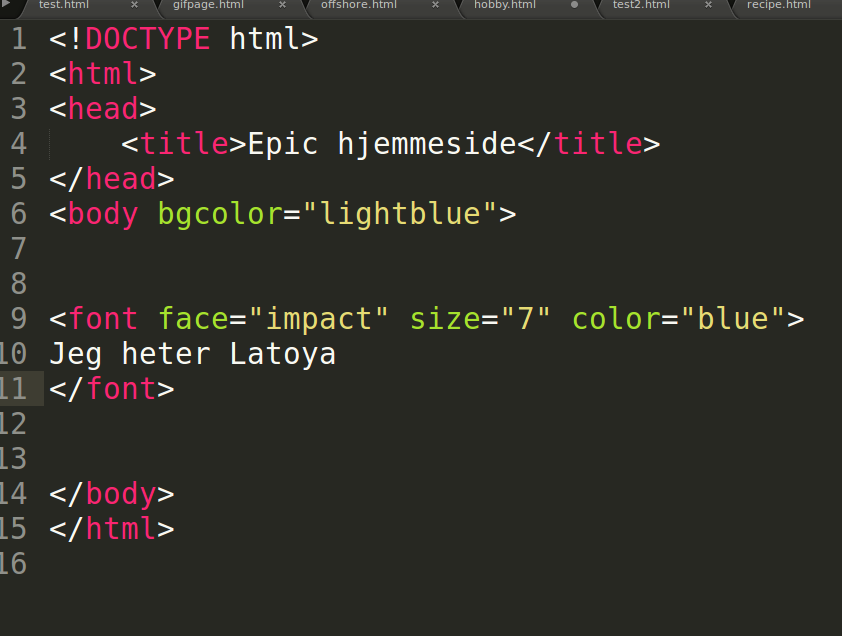 test.html × gifpage.html × offshore.html × hobby.html test2.html × recipe.html
1 <!DOCTYPE html>
2 <html>
3 <head>
4     <title>Epic hjemmeside</title>
5 </head>
6 <body bgcolor="lightblue">
7
8
9 <font face="impact" size="7" color="blue">
10 Jeg heter Latoya
11 </font>
12
13
14 </body>
15 </html>
16